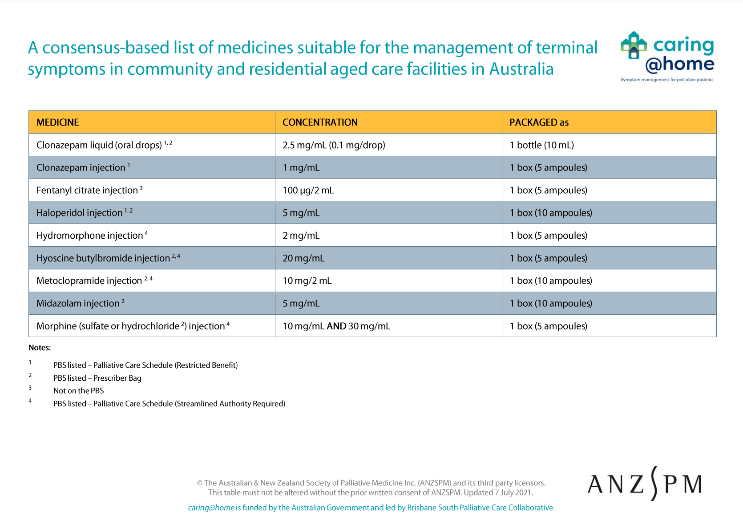 A consensus-based list of medicines suitable for the management of terminal
symptoms in community and residential aged care facilities in Australia
caring
@home
Symptom management for palliative patients
MEDICINE CONCENTRATION PACKAGED as
Clonazepam liquid (oral drops) 1, 2 2.5 mg/mL (0.1 mg/drop) 1 bottle (10 mL)
Clonazepam injection 1 1 mg/mL 1 box (5 ampoules)
Fentanyl citrate injection 3 100 µg/2 mL 1 box (5 ampoules)
Haloperidol injection 1, 2 5 mg/mL 1 box (10 ampoules)
Hydromorphone injection 4 2 mg/mL 1 box (5 ampoules)
Hyoscine butylbromide injection 2, 4 20 mg/mL 1 box (5 ampoules)
Metoclopramide injection 2, 4 10 mg/2 mL 1 box (10 ampoules)
Midazolam injection 2 5 mg/mL 1 box (10 ampoules)
Morphine (sulfate or hydrochloride 2) injection 4 10 mg/mL AND 30 mg/mL 1 box (5 ampoules)
Notes:
1 PBS listed – Palliative Care Schedule (Restricted Benefit)
2 PBS listed – Prescriber Bag
3 Not on the PBS
4 PBS listed – Palliative Care Schedule (Streamlined Authority Required)
© The Australian & New Zealand Society of Palliative Medicine Inc. (ANZSPM) and its third party licensors.
This table must not be altered without the prior written consent of ANZSPM. Updated 7 July 2021.
caring@home is funded by the Australian Government and led by Brisbane South Palliative Care Collaborative.
ANZSPM